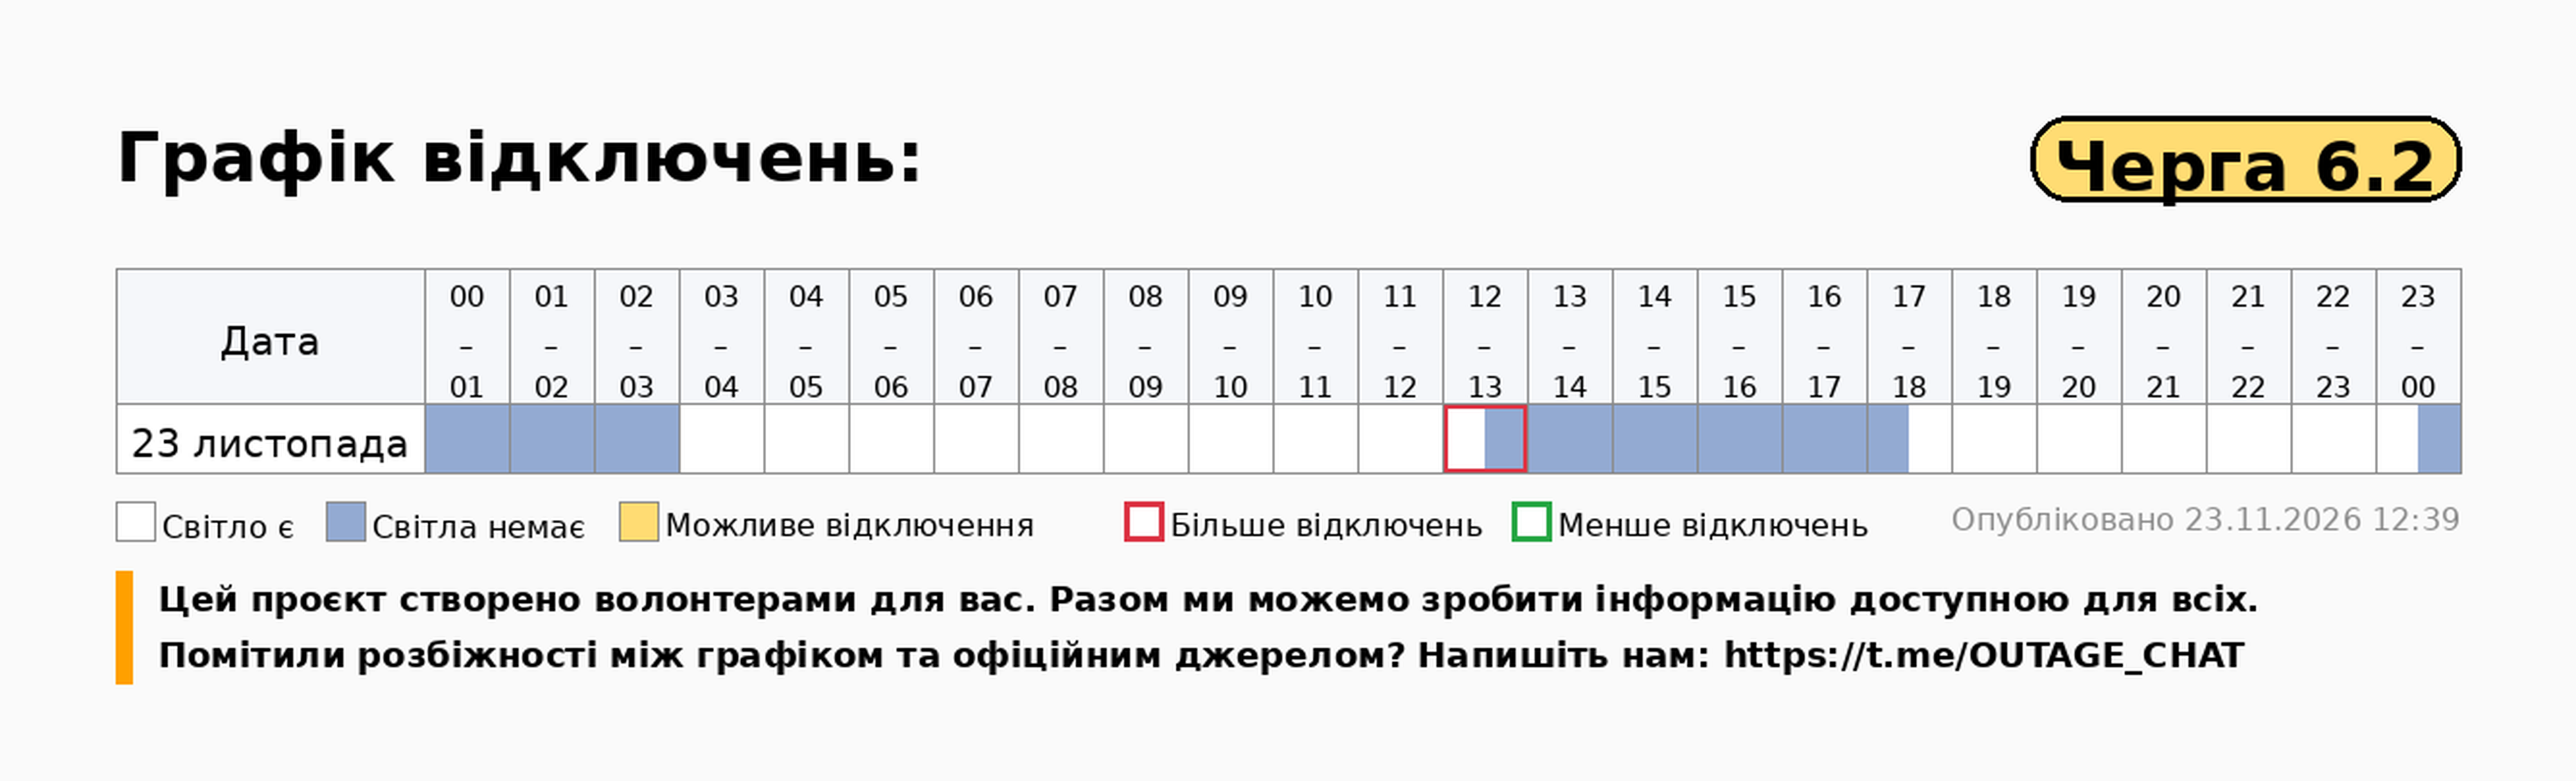 Графік відключень:
Черга 6.2
Дата
00 – 01
01 – 02
02 – 03
03 – 04
04 – 05
05 – 06
06 – 07
07 – 08
08 – 09
09 – 10
10 – 11
11 – 12
12 – 13
13 – 14
14 – 15
15 – 16
16 – 17
17 – 18
18 – 19
19 – 20
20 – 21
21 – 22
22 – 23
23 – 00
23 листопада
Світло є
Світла немає
Можливе відключення
Більше відключень
Менше відключень
Опубліковано 23.11.2026 12:39
Цей проєкт створено волонтерами для вас. Разом ми можемо зробити інформацію доступною для всіх.
Помітили розбіжності між графіком та офіційним джерелом? Напишіть нам: https://t.me/OUTAGE_CHAT